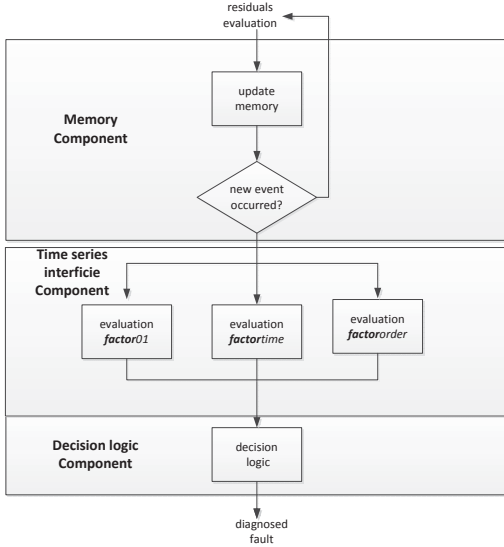 residuals
evaluation
update
memory
Memory
Component
new event
occurred?
Time series
interficie
Component
evaluation
factor01
evaluation
factortime
evaluation
factororder
Decision logic
Component
decision
logic
diagnosed
fault